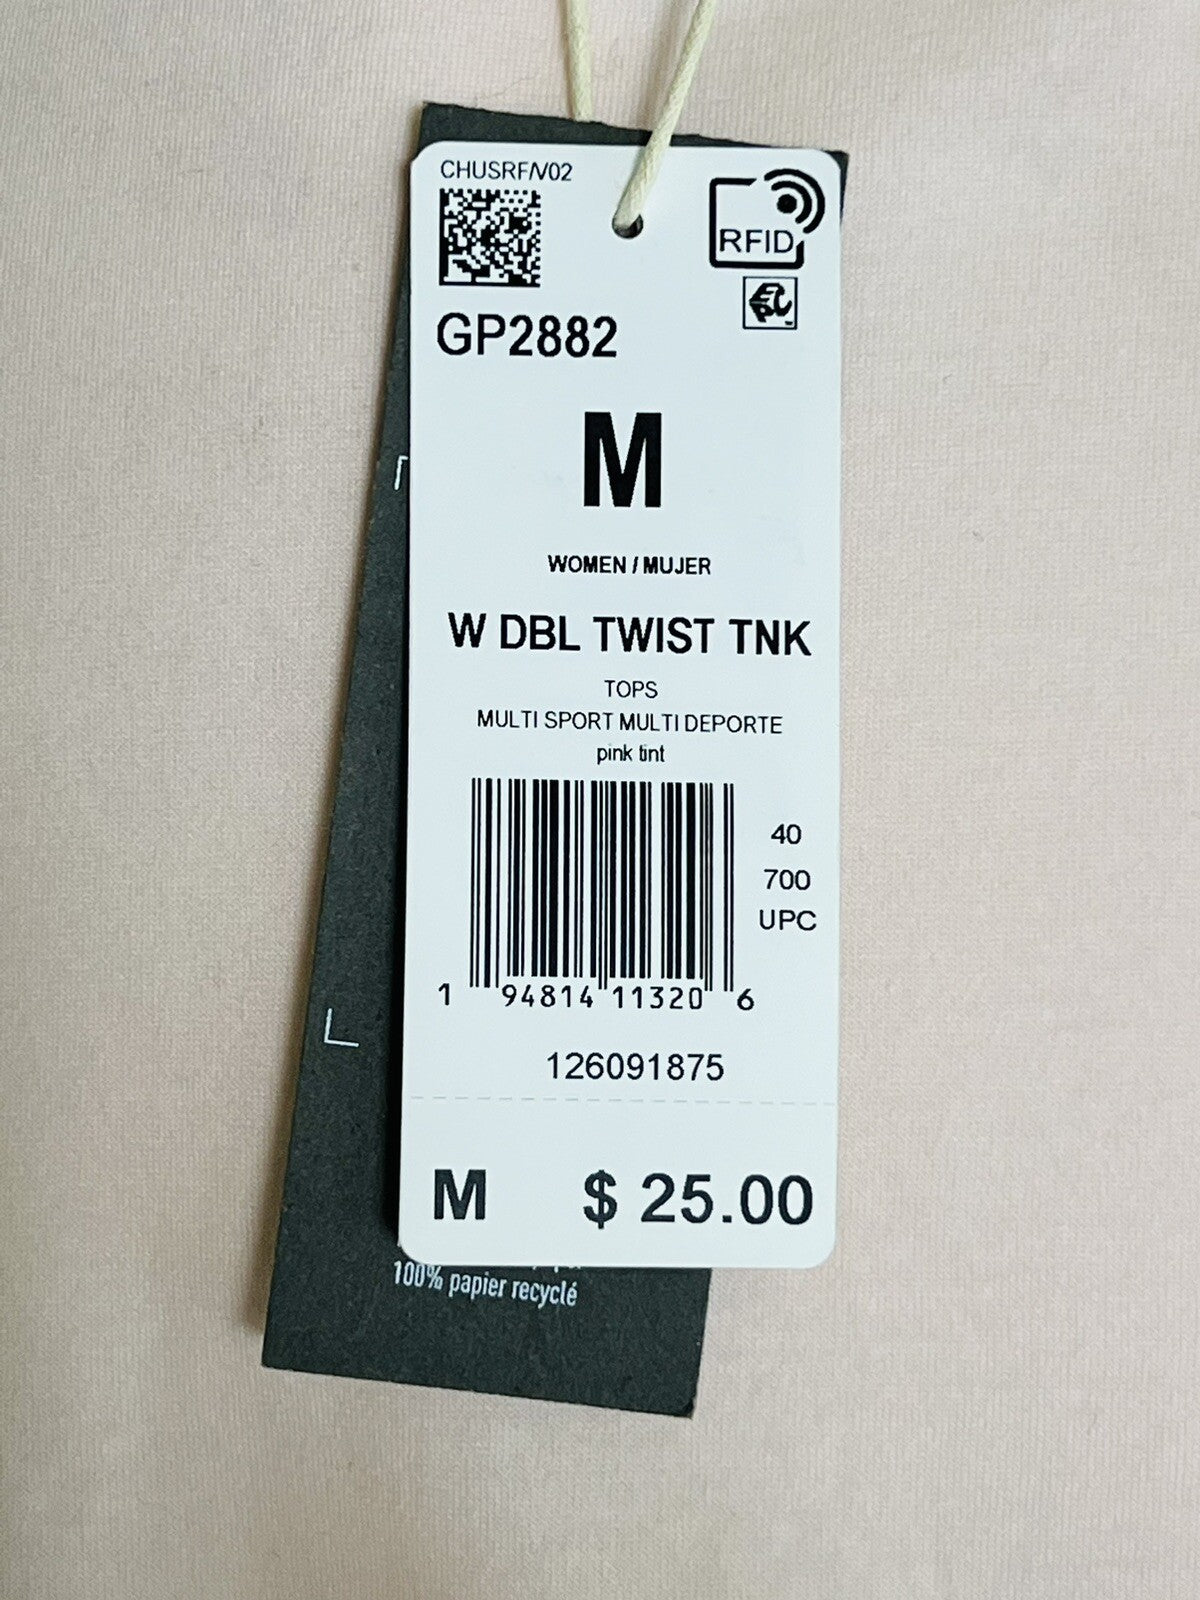 CHUSRF/V02
RFID
GP2882
M
WOMEN / MUJER
W DBL TWIST TNK
TOPS
MULTI SPORT MULTI DEPORTE
pink tint
40
700
UPC
1 94814 11320 6
126091875
M $ 25.00
100% papier recyclé